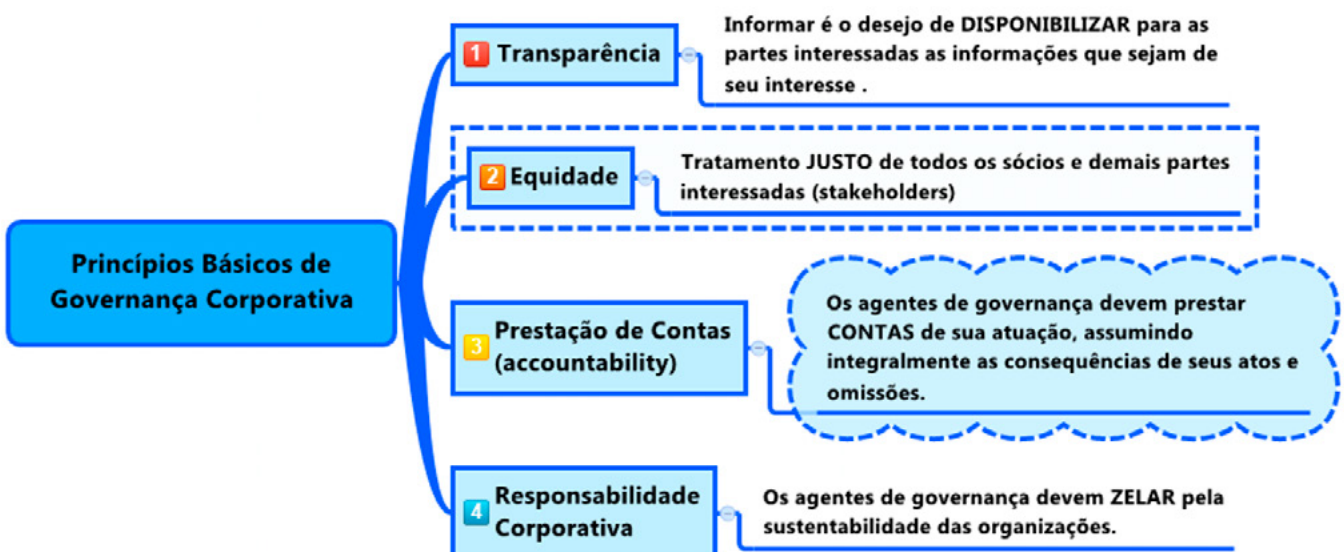 Princípios Básicos de
Governança Corporativa
1 Transparência
Informar é o desejo de DISPONIBILIZAR para as
partes interessadas as informações que sejam de
seu interesse .
2 Equidade
Tratamento JUSTO de todos os sócios e demais partes
interessadas (stakeholders)
3 Prestação de Contas
(accountability)
Os agentes de governança devem prestar
CONTAS de sua atuação, assumindo
integralmente as consequências de seus atos e
omissões.
4 Responsabilidade
Corporativa
Os agentes de governança devem ZELAR pela
sustentabilidade das organizações.